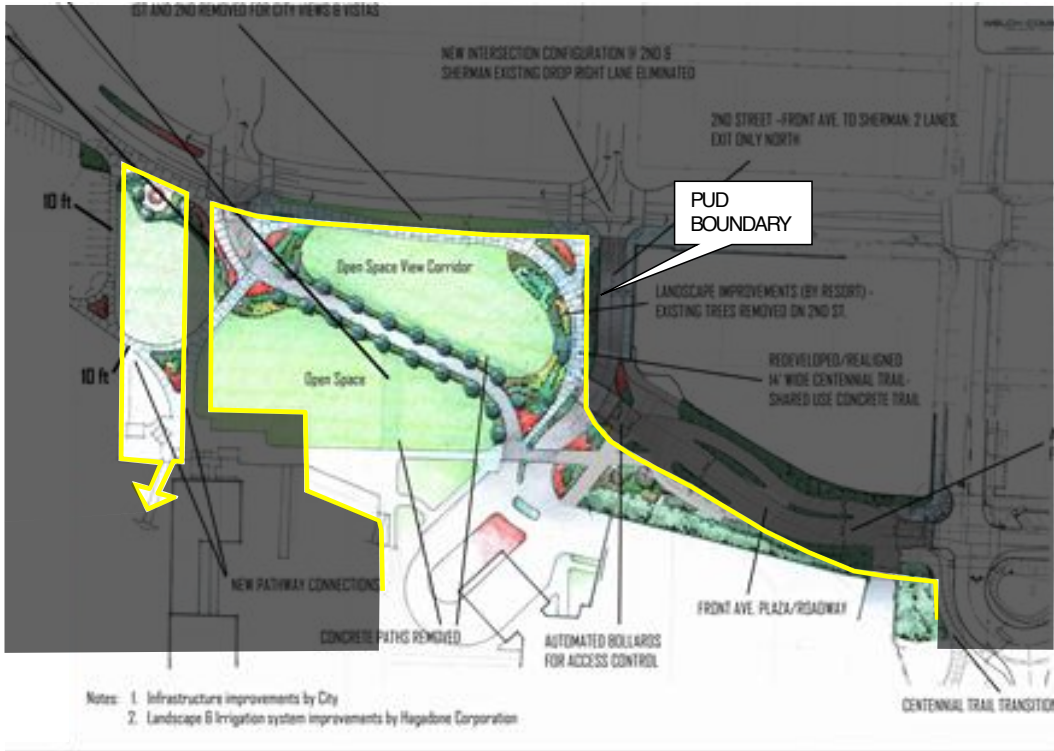 1ST AND 2ND REMOVED FOR CITY VIEWS & VISTAS
NEW INTERSECTION CONFIGURATION @ 2ND &
SHERMAN EXISTING DROP RIGHT LANE ELIMINATED
2ND STREET -FRONT AVE. TO SHERMAN: 2 LANES,
EXIT ONLY NORTH
PUD
BOUNDARY
10 ft
Open Space View Corridor
LANDSCAPE IMPROVEMENTS (BY RESORT) -
EXISTING TREES REMOVED ON 2ND ST.
REDEVELOPED/REALIGNED
14' WIDE CENTENNIAL TRAIL-
SHARED USE CONCRETE TRAIL
10 ft
Open Space
NEW PATHWAY CONNECTIONS
CONCRETE PATHS REMOVED
AUTOMATED BOLLARDS
FOR ACCESS CONTROL
FRONT AVE. PLAZA/ROADWAY
CENTENNIAL TRAIL TRANSITION
Notes: 1. Infrastructure improvements by City
2. Landscape & Irrigation system improvements by Hagadone Corporation